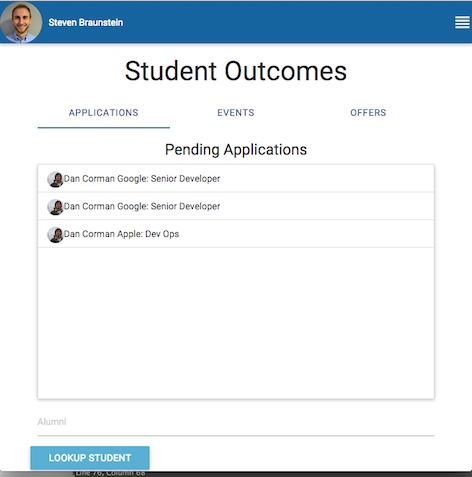 Steven Braunstein
Student Outcomes
APPLICATIONS EVENTS OFFERS
Pending Applications
Dan Corman Google: Senior Developer
Dan Corman Google: Senior Developer
Dan Corman Apple: Dev Ops
Alumni
LOOKUP STUDENT
Line 76, Column 68